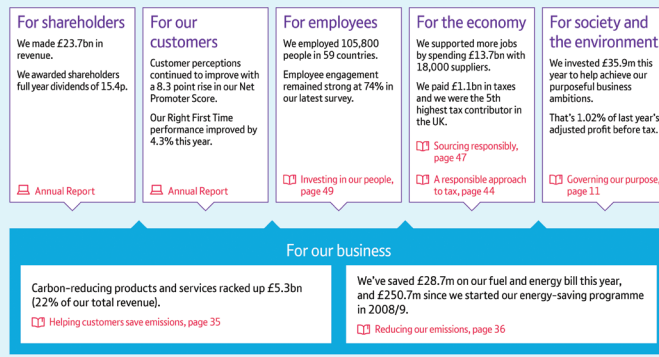 For shareholders
We made £23.7bn in
revenue.
We awarded shareholders
full year dividends of 15.4p.
Annual Report
For our
customers
Customer perceptions
continued to improve with
a 8.3 point rise in our Net
Promoter Score.
Our Right First Time
performance improved by
4.3% this year.
Annual Report
For employees
We employed 105,800
people in 59 countries.
Employee engagement
remained strong at 74% in
our latest survey.
Investing in our people,
page 49
For the economy
We supported more jobs
by spending £13.7bn with
18,000 suppliers.
We paid £1.1bn in taxes
and we were the 5th
highest tax contributor in
the UK.
Sourcing responsibly,
page 47
A responsible approach
to tax, page 44
For society and
the environment
We invested £35.9m this
year to help achieve our
purposeful business
ambitions.
That's 1.02% of last year's
adjusted profit before tax.
Governing our purpose,
page 11
For our business
Carbon-reducing products and services racked up £5.3bn
(22% of our total revenue).
Helping customers save emissions, page 35
We've saved £28.7m on our fuel and energy bill this year,
and £250.7m since we started our energy-saving programme
in 2008/9.
Reducing our emissions, page 36